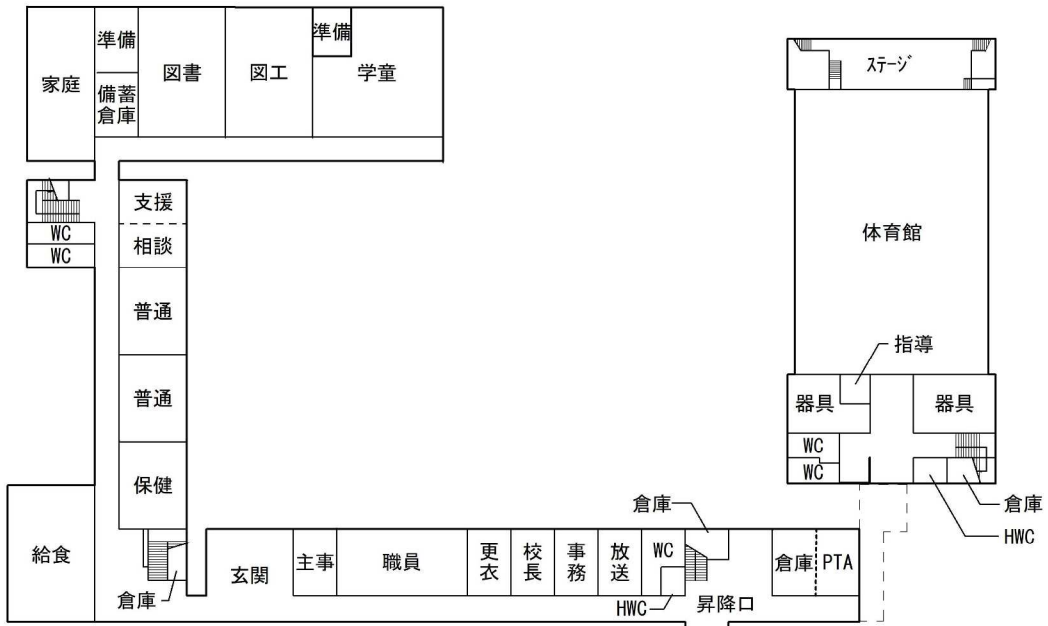 家庭
準備
備蓄
倉庫
図書
図工
準備
学童
支援
相談
WC
WC
普通
普通
保健
給食
倉庫
玄関
主事
職員
更衣
校長
事務
放送
WC
HWC
倉庫
昇降口
倉庫
PTA
ｽﾃｰｼﾞ
体育館
指導
器具
器具
WC
WC
倉庫
HWC